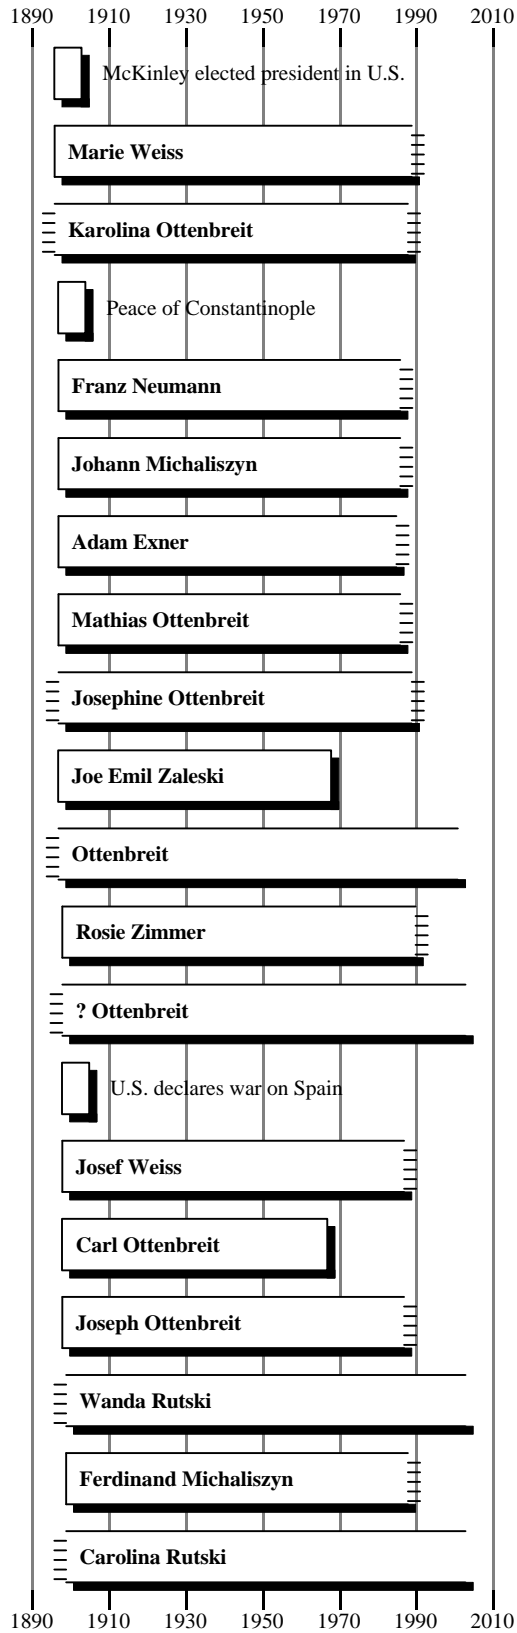 1890 1910 1930 1950 1970 1990 2010
McKinley elected president in U.S.
Marie Weiss
Karolina Ottenbreit
Peace of Constantinople
Franz Neumann
Johann Michaliszyn
Adam Exner
Mathias Ottenbreit
Josephine Ottenbreit
Joe Emil Zaleski
Ottenbreit
Rosie Zimmer
? Ottenbreit
U.S. declares war on Spain
Josef Weiss
Carl Ottenbreit
Joseph Ottenbreit
Wanda Rutski
Ferdinand Michaliszyn
Carolina Rutski
1890 1910 1930 1950 1970 1990 2010